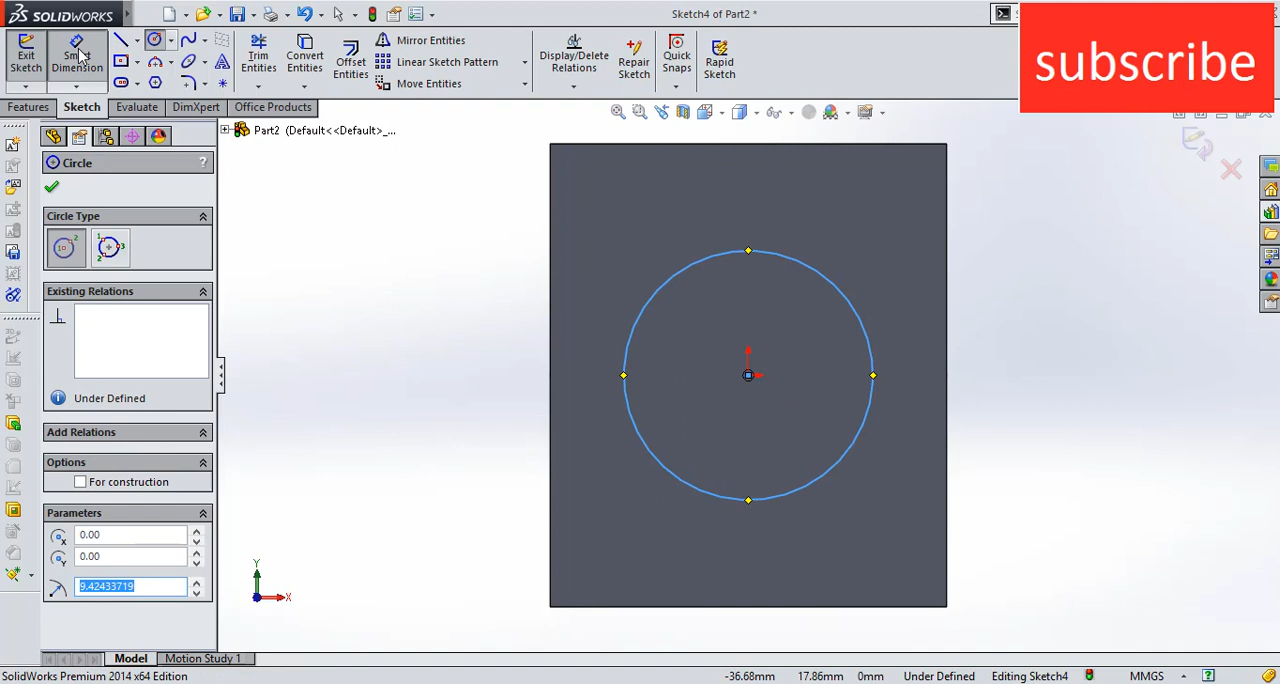 SOLIDWORKS
Sketch4 of Part2 *
subscribe
Exit Sketch
Smart Dimension
Trim Entities
Convert Entities
Offset Entities
Mirror Entities
Linear Sketch Pattern
Move Entities
Display/Delete Relations
Repair Sketch
Quick Snaps
Rapid Sketch
Features
Sketch
Evaluate
DimXpert
Office Products
Part2 (Default<<Default>_...
Circle
?
Circle Type
Existing Relations
Under Defined
Add Relations
Options
For construction
Parameters
0.00
0.00
9.42433719
Y
X
Model
Motion Study 1
SolidWorks Premium 2014 x64 Edition
-36.68mm
17.86mm
0mm
Under Defined
Editing Sketch4
MMGS
?